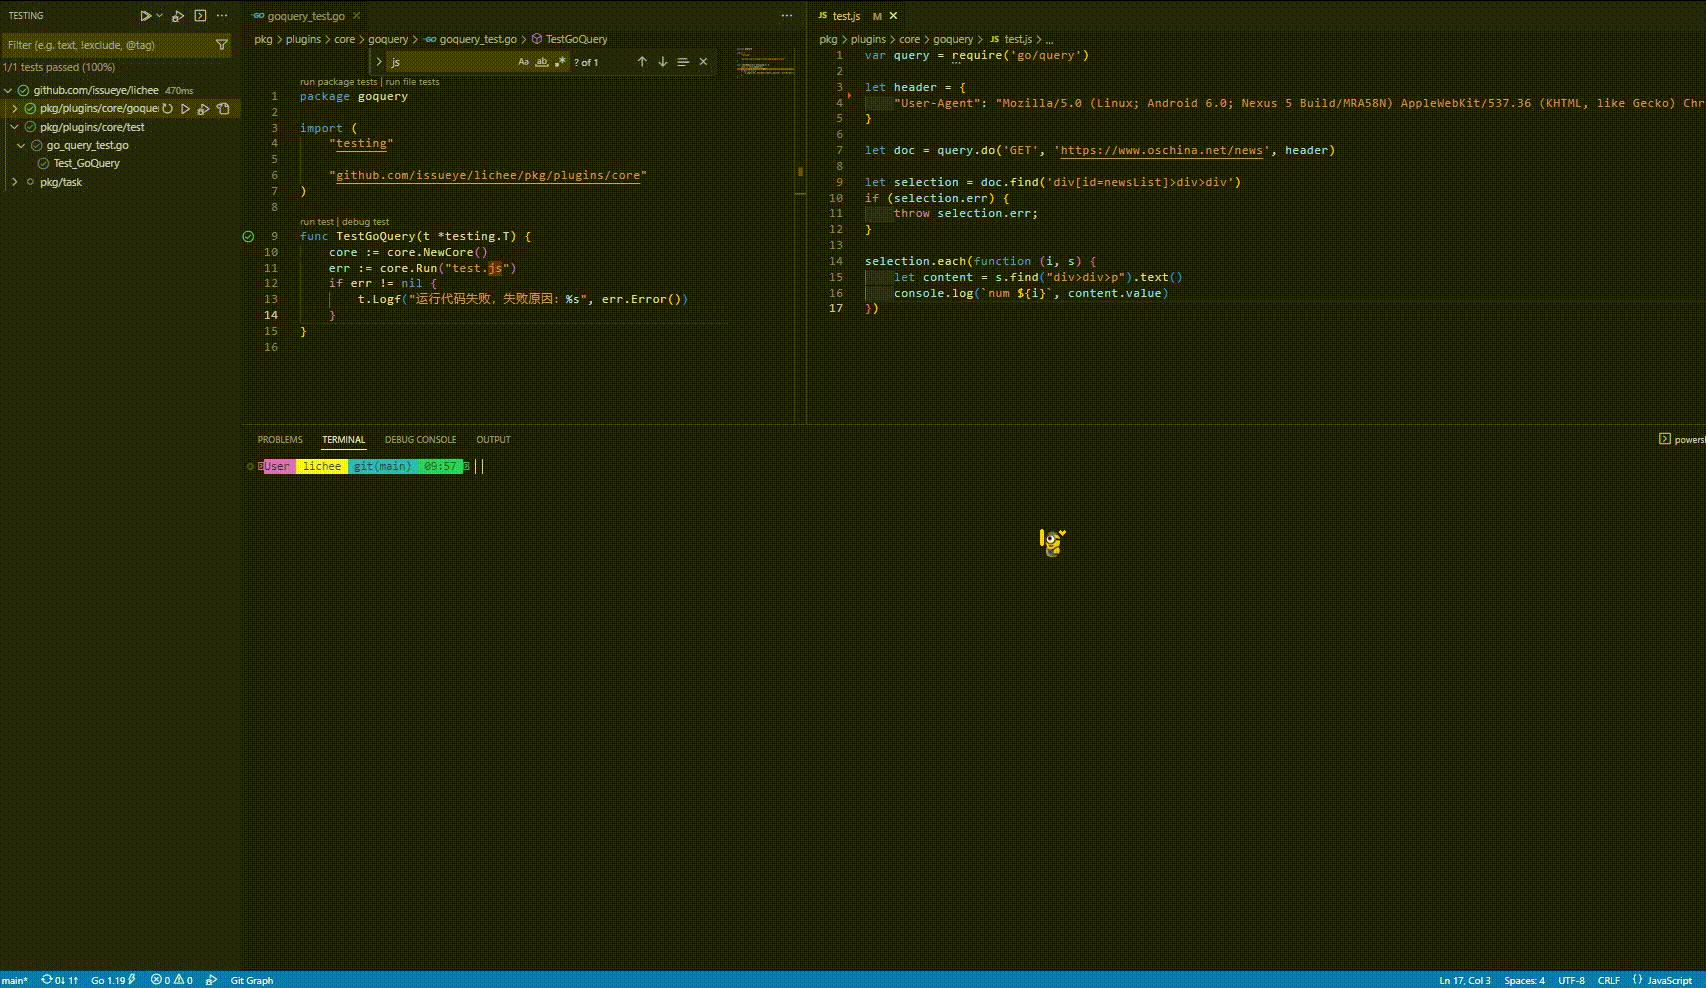 TESTING
Filter (e.g. text, !exclude, @tag)
1/1 tests passed (100%)
github.com/issueye/lichee 470ms
pkg/plugins/core/goque
pkg/plugins/core/test
go_query_test.go
Test_GoQuery
pkg/task
goquery_test.go
pkg > plugins > core > goquery > goquery_test.go > TestGoQuery
js
Aa ab
? of 1
run package tests | run file tests
1 package goquery
2
3 import (
4 "testing"
5
6 "github.com/issueye/lichee/pkg/plugins/core"
7 )
8
run test | debug test
9 func TestGoQuery(t *testing.T) {
10 core := core.NewCore()
11 err := core.Run("test.js")
12 if err != nil {
13 t.Logf("运行代码失败，失败原因：%s", err.Error())
14 }
15 }
16
JS test.js M
pkg > plugins > core > goquery > JS test.js > ...
1 var query = require('go/query')
2
3 let header = {
4 "User-Agent": "Mozilla/5.0 (Linux; Android 6.0; Nexus 5 Build/MRA58N) AppleWebKit/537.36 (KHTML, like Gecko) Chr
5 }
6
7 let doc = query.do('GET', 'https://www.oschina.net/news', header)
8
9 let selection = doc.find('div[id=newsList]>div>div')
10 if (selection.err) {
11 throw selection.err;
12 }
13
14 selection.each(function (i, s) {
15 let content = s.find("div>div>p").text()
16 console.log(`num ${i}`, content.value)
17 })
PROBLEMS TERMINAL DEBUG CONSOLE OUTPUT
powersh
User lichee git(main) 09:57
main* 0↓ 1↑ Go 1.19 0 0 Git Graph
Ln 17, Col 3 Spaces: 4 UTF-8 CRLF {} JavaScript